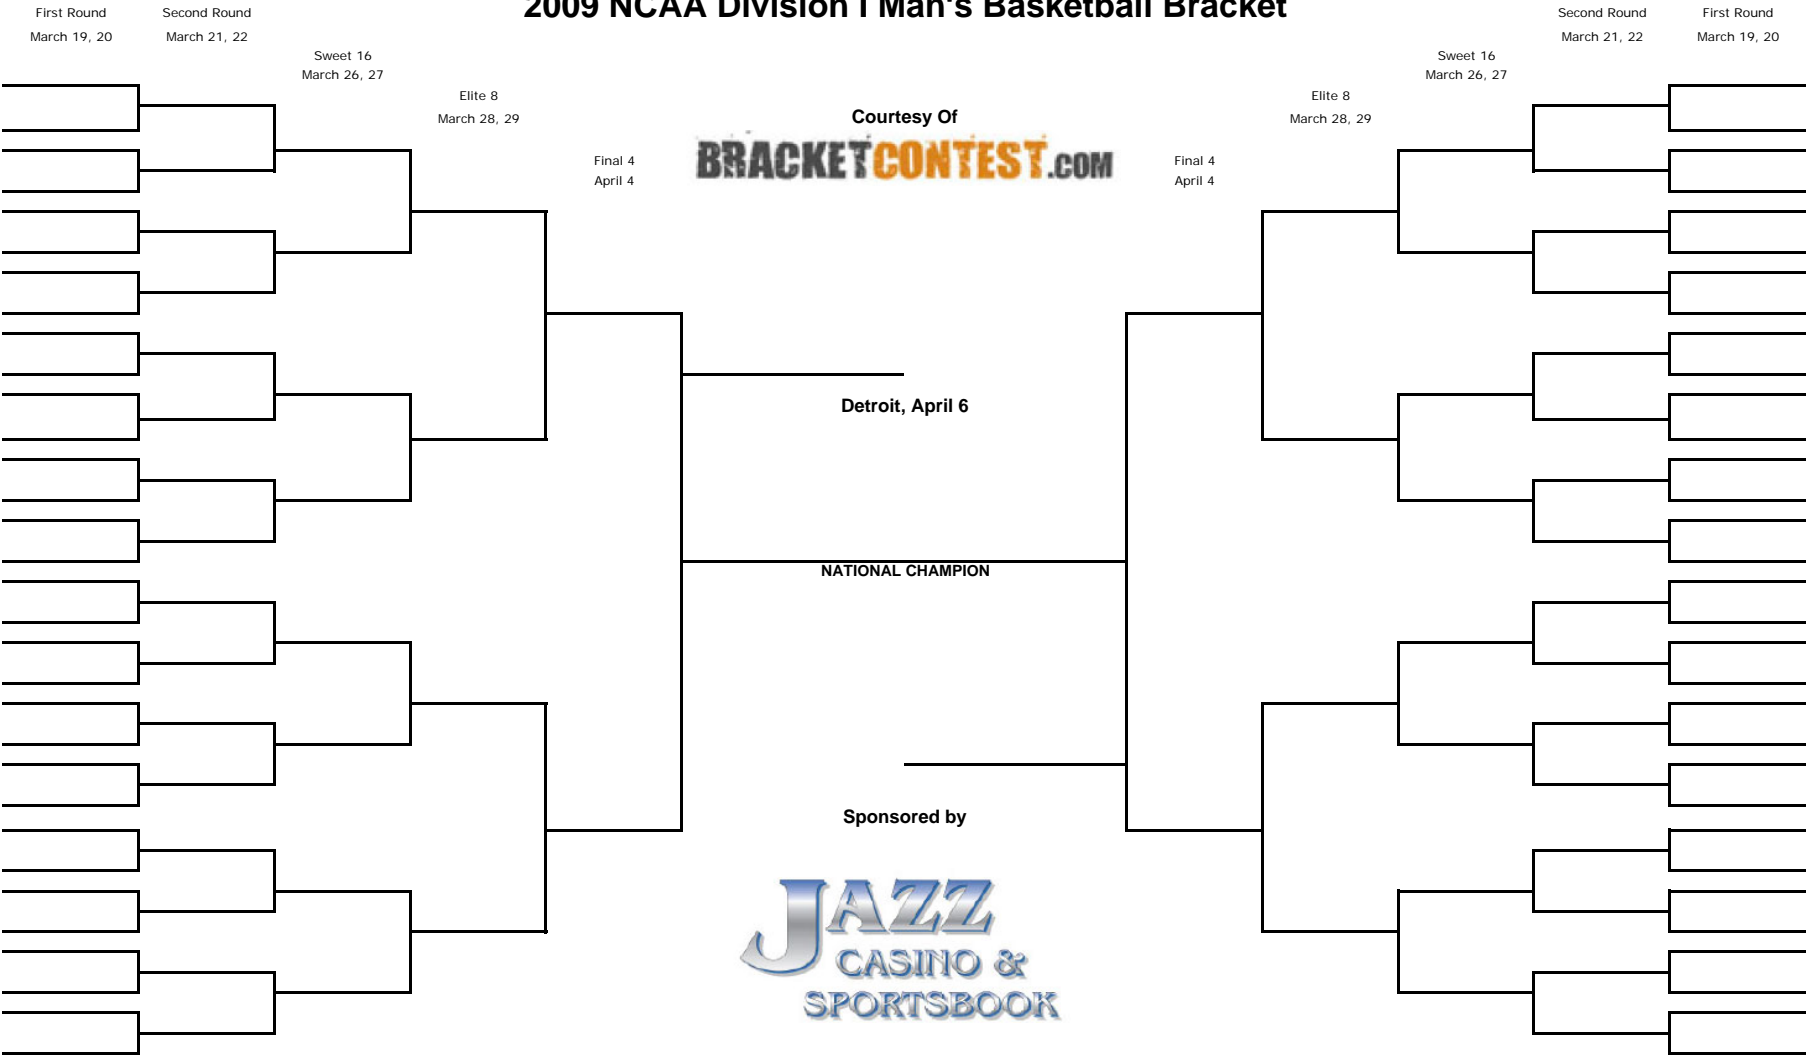 2009 NCAA Division I Man's Basketball Bracket
First Round
March 19, 20
Second Round
March 21, 22
Sweet 16
March 26, 27
Elite 8
March 28, 29
Final 4
April 4
Courtesy Of
BRACKETCONTEST.COM
Final 4
April 4
Elite 8
March 28, 29
Sweet 16
March 26, 27
Second Round
March 21, 22
First Round
March 19, 20
Detroit, April 6
NATIONAL CHAMPION
Sponsored by
JAZZ
CASINO &
SPORTSBOOK